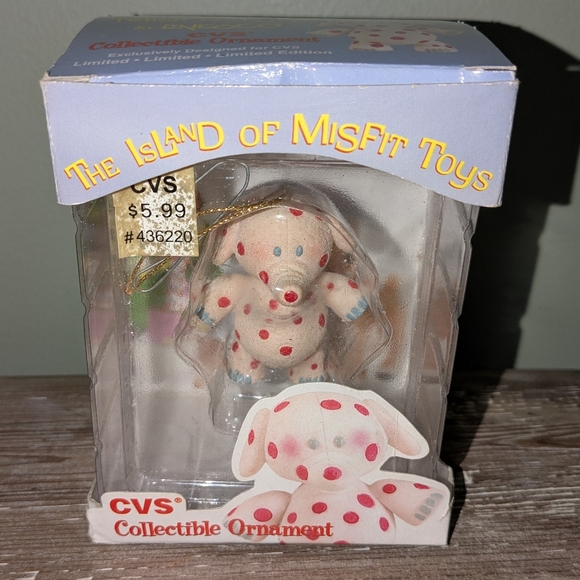 CVS
Collectible Ornament
Exclusively Designed for CVS
Limited • Limited • Limited Edition
THE ISLAND OF MISFIT TOYS
CVS
$5.99
#436220
CVS®
Collectible Ornament